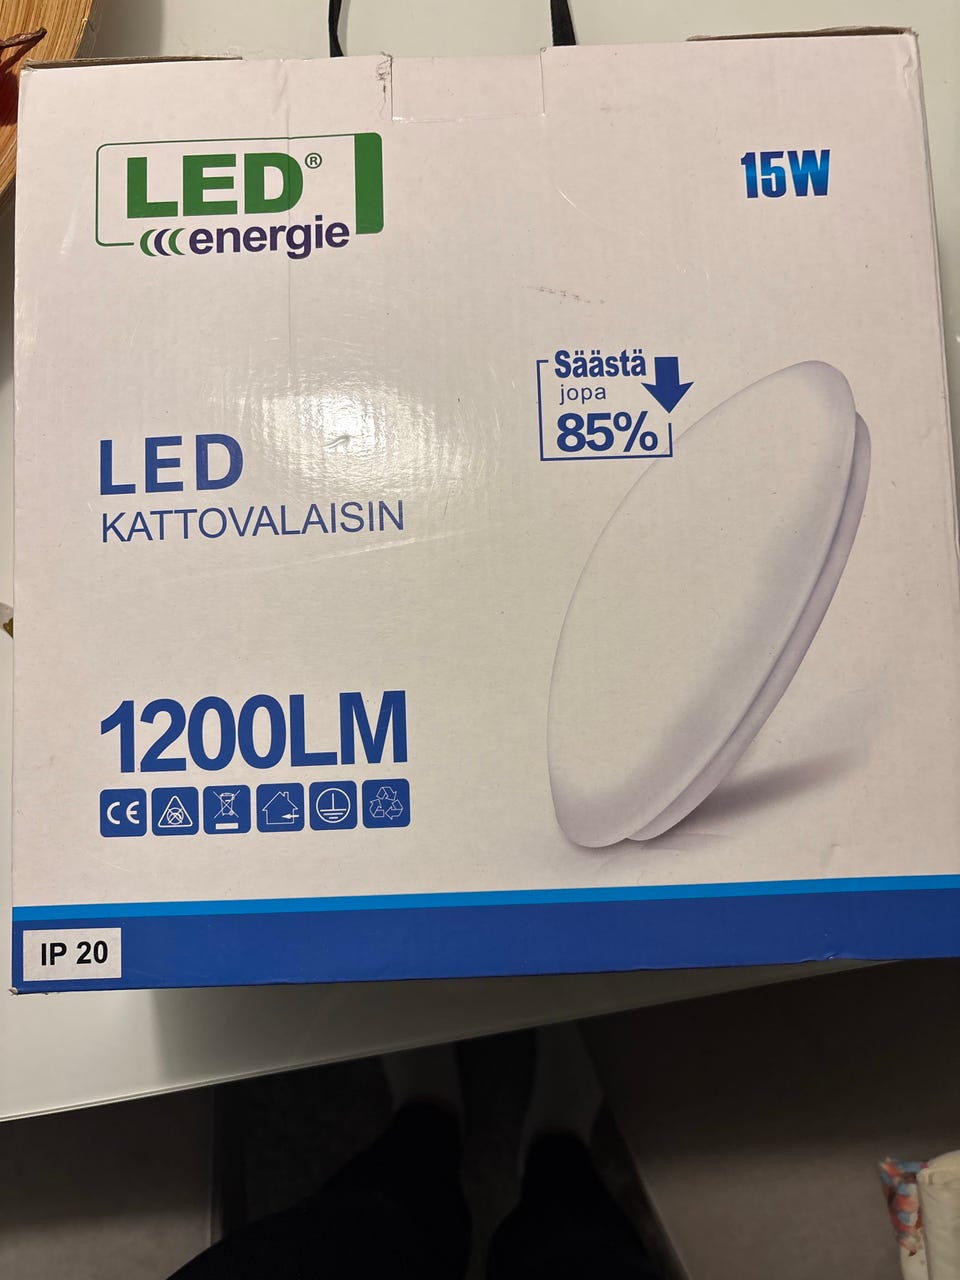 LED®
energie
15W
Säästä
jopa
85%
LED
KATTOVALAISIN
1200LM
CE
IP 20